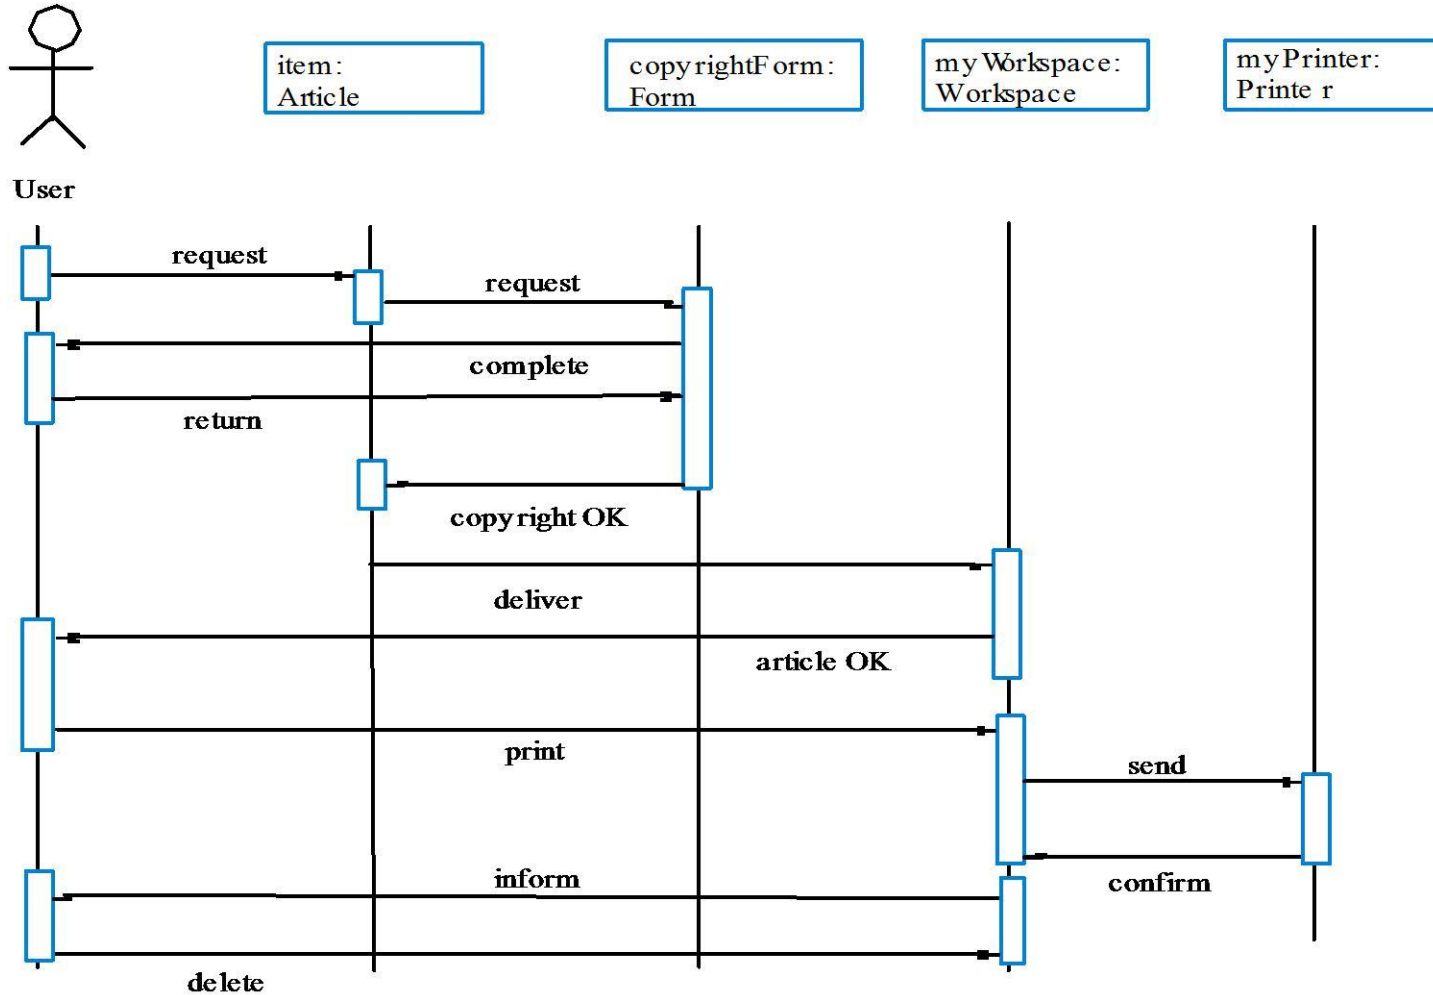 item:
Article
copyrightForm:
Form
myWorkspace:
Workspace
myPrinter:
Printe r
User
request
request
complete
return
copyright OK
deliver
article OK
print
send
inform
confirm
delete